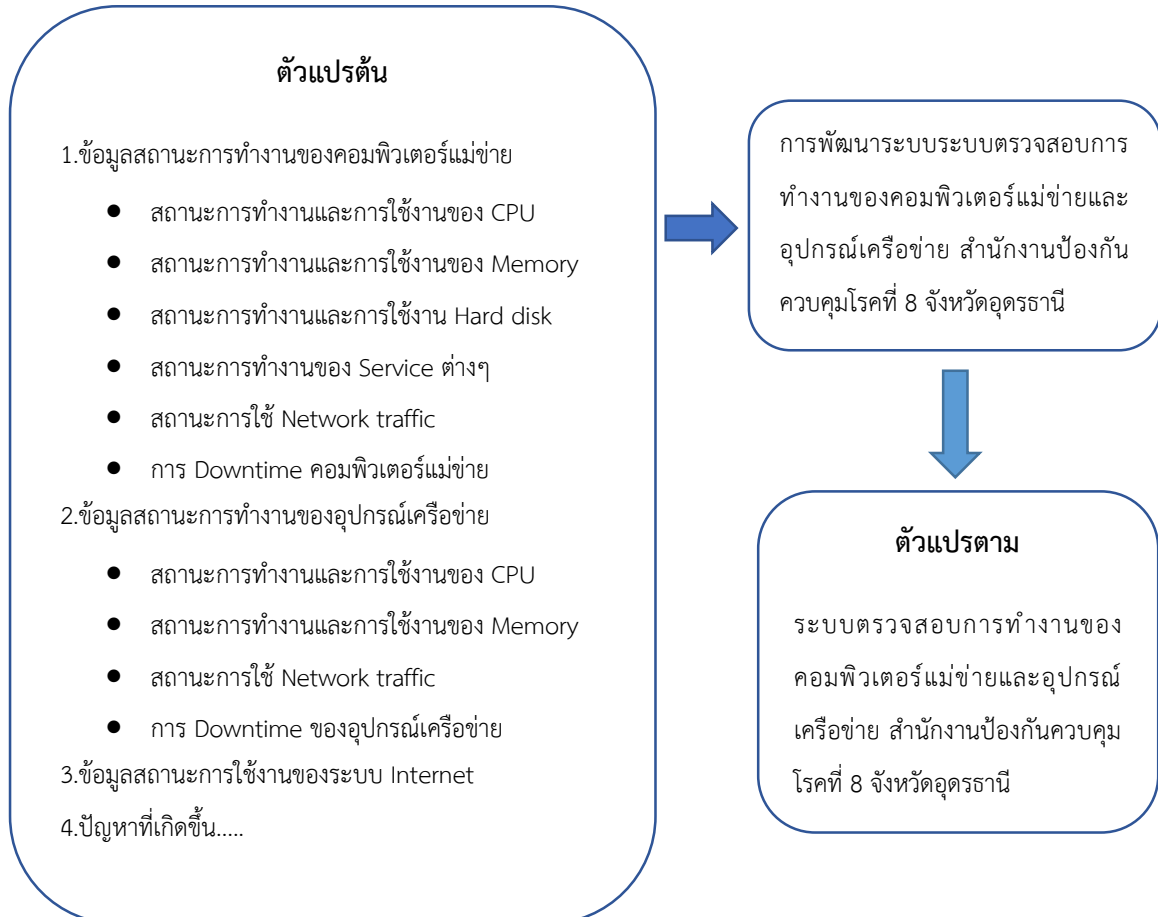 ตัวแปรต้น
1.ข้อมูลสถานะการทำงานของคอมพิวเตอร์แม่ข่าย
● สถานะการทำงานและการใช้งานของ CPU
● สถานะการทำงานและการใช้งานของ Memory
● สถานะการทำงานและการใช้งาน Hard disk
● สถานะการทำงานของ Service ต่างๆ
● สถานะการใช้ Network traffic
● การ Downtime คอมพิวเตอร์แม่ข่าย
2.ข้อมูลสถานะการทำงานของอุปกรณ์เครือข่าย
● สถานะการทำงานและการใช้งานของ CPU
● สถานะการทำงานและการใช้งานของ Memory
● สถานะการใช้ Network traffic
● การ Downtime ของอุปกรณ์เครือข่าย
3.ข้อมูลสถานะการใช้งานของระบบ Internet
4.ปัญหาที่เกิดขึ้น.....
การพัฒนาระบบระบบตรวจสอบการ
ทำงานของคอมพิวเตอร์แม่ข่ายและ
อุปกรณ์เครือข่าย สำนักงานป้องกัน
ควบคุมโรคที่ 8 จังหวัดอุดรธานี
ตัวแปรตาม
ระบบตรวจสอบการทำงานของ
คอมพิวเตอร์แม่ข่ายและอุปกรณ์
เครือข่าย สำนักงานป้องกันควบคุม
โรคที่ 8 จังหวัดอุดรธานี